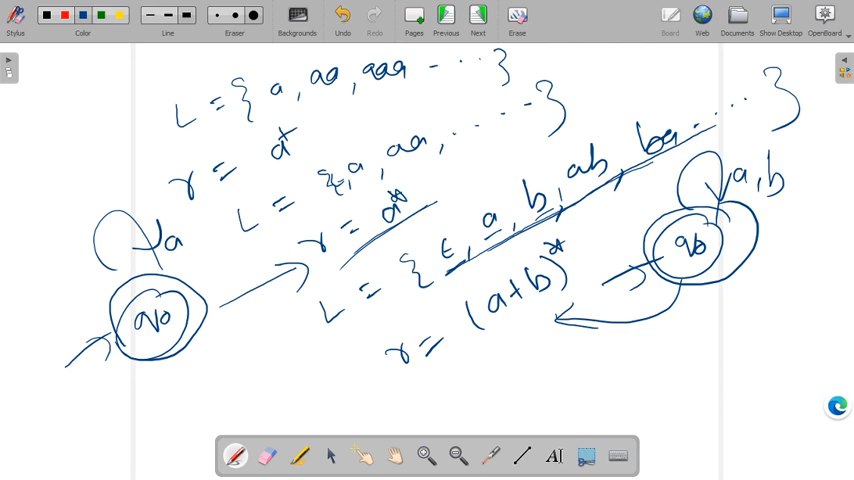 Stylus
Color
Line
Eraser
Backgrounds
Undo
Redo
Pages
Previous
Next
Erase
Board
Web
Documents
Show Desktop
OpenBoard
L = { a, aa, aaa ---- }
r = a*
L = { ε, a, aa, ..... }
r = a*
L = { ε, a, b, ab, ba .... }
r = (a+b)*
a
q0
a, b
q0